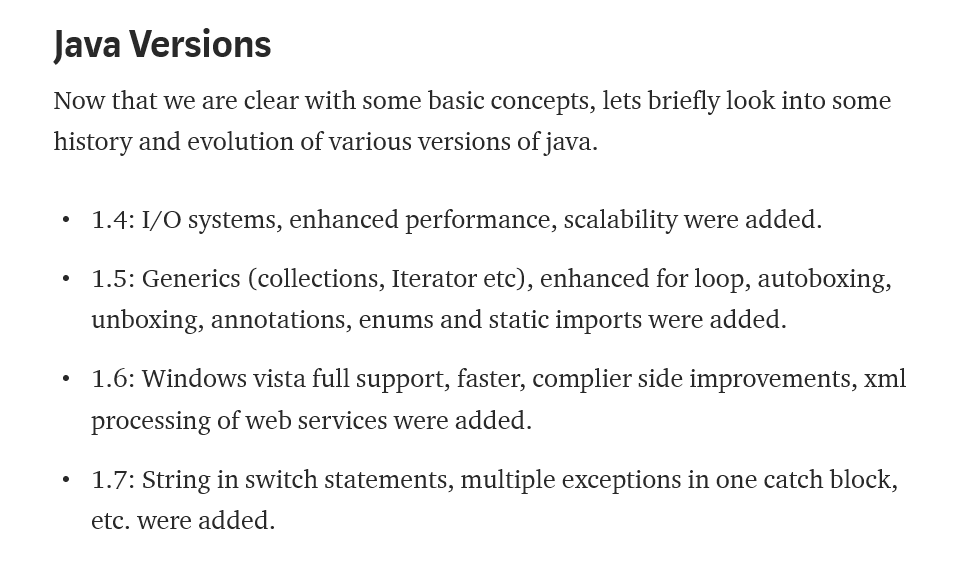 Java Versions
Now that we are clear with some basic concepts, lets briefly look into some
history and evolution of various versions of java.
• 1.4: I/O systems, enhanced performance, scalability were added.
• 1.5: Generics (collections, Iterator etc), enhanced for loop, autoboxing,
unboxing, annotations, enums and static imports were added.
• 1.6: Windows vista full support, faster, complier side improvements, xml
processing of web services were added.
• 1.7: String in switch statements, multiple exceptions in one catch block,
etc. were added.